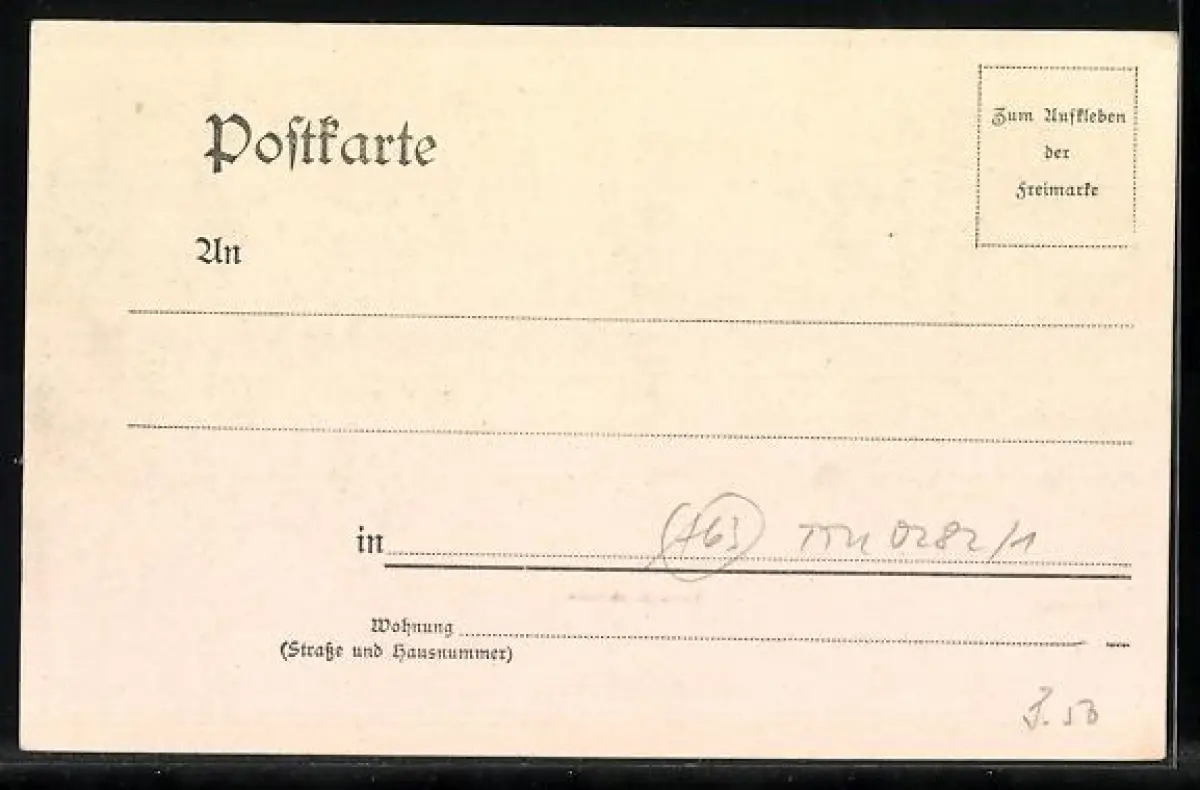 Postkarte
Zum Aufkleben
der
Freimarke
An
in
Wohnung
(Straße und Hausnummer)